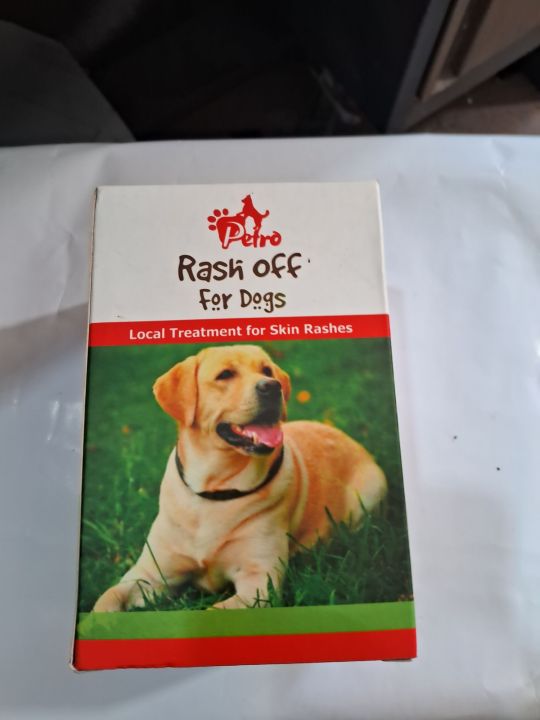 Petro
Rash off
For Dogs
Local Treatment for Skin Rashes